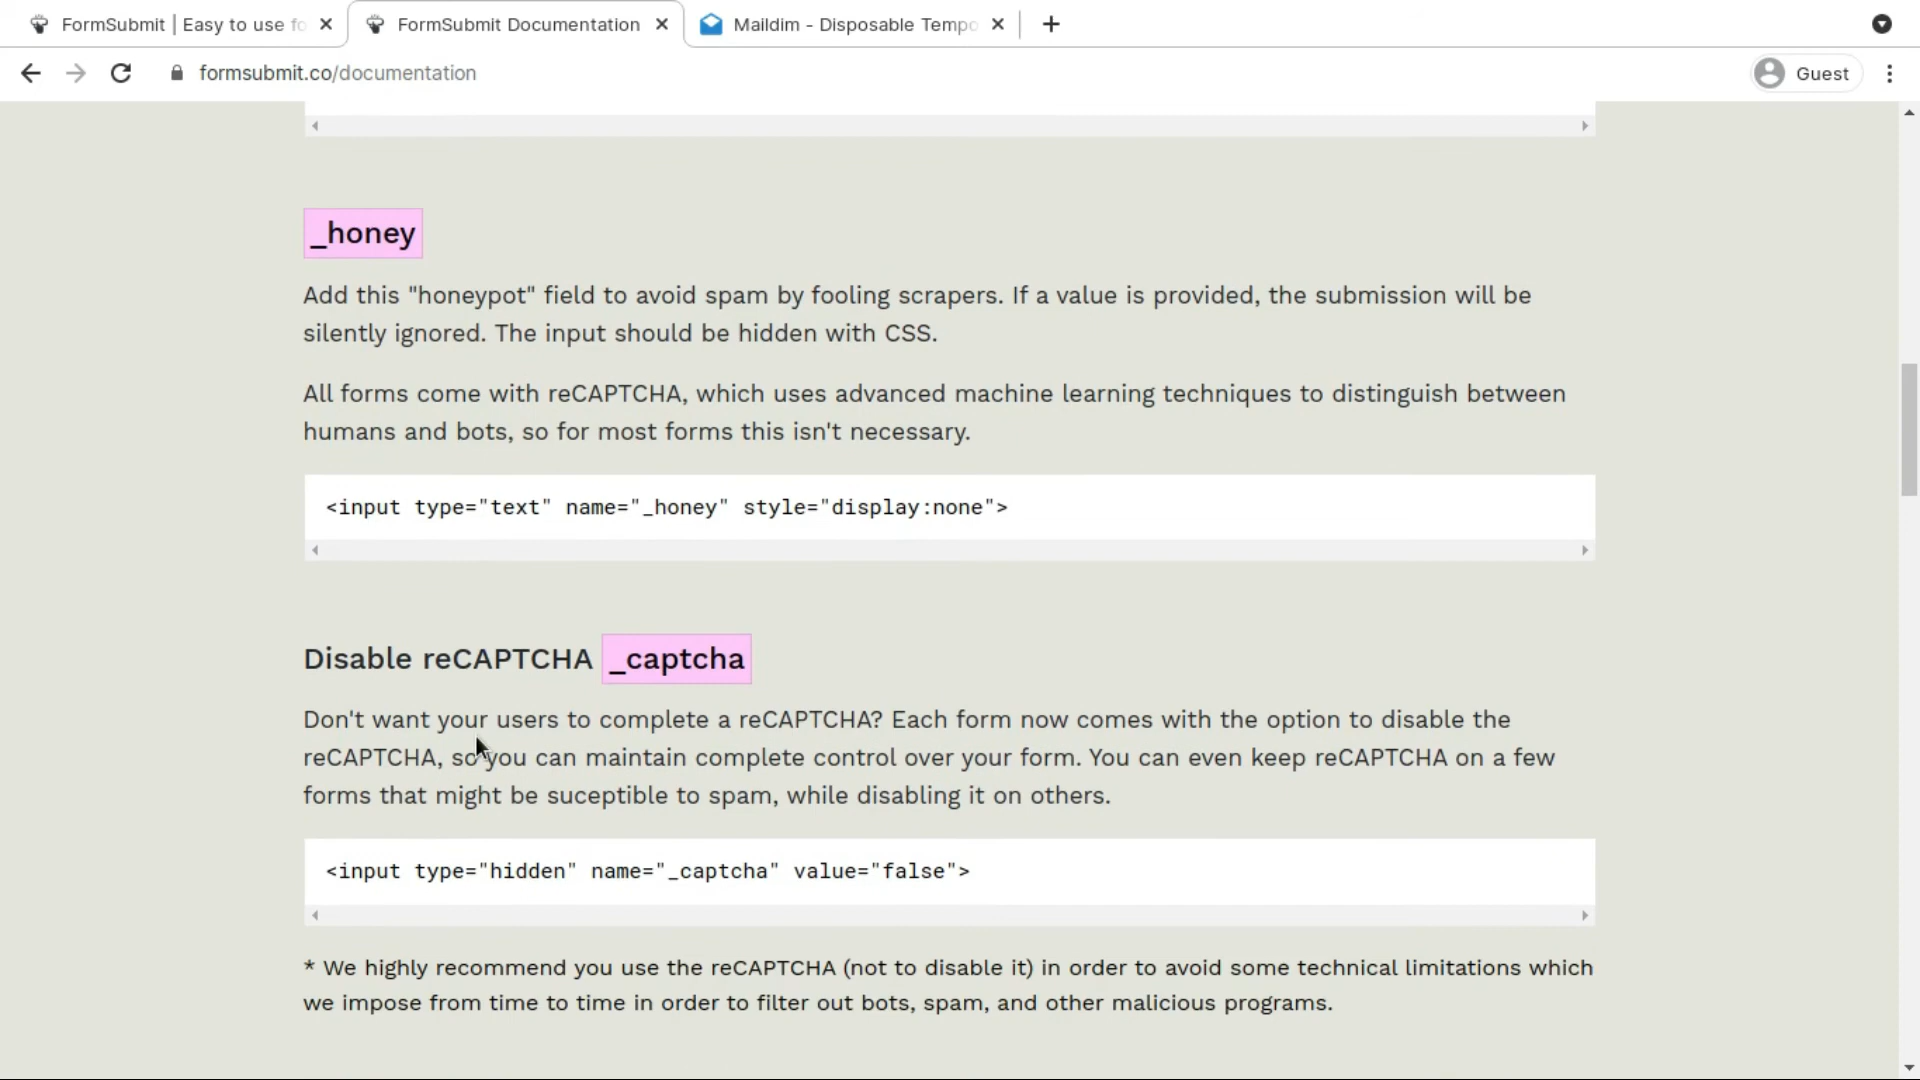 FormSubmit | Easy to use fo
FormSubmit Documentation
Maildim - Disposable Tempo
formsubmit.co/documentation
Guest
_honey
Add this "honeypot" field to avoid spam by fooling scrapers. If a value is provided, the submission will be
silently ignored. The input should be hidden with CSS.
All forms come with reCAPTCHA, which uses advanced machine learning techniques to distinguish between
humans and bots, so for most forms this isn't necessary.
<input type="text" name="_honey" style="display:none">
Disable reCAPTCHA _captcha
Don't want your users to complete a reCAPTCHA? Each form now comes with the option to disable the
reCAPTCHA, so you can maintain complete control over your form. You can even keep reCAPTCHA on a few
forms that might be suceptible to spam, while disabling it on others.
<input type="hidden" name="_captcha" value="false">
* We highly recommend you use the reCAPTCHA (not to disable it) in order to avoid some technical limitations which
we impose from time to time in order to filter out bots, spam, and other malicious programs.